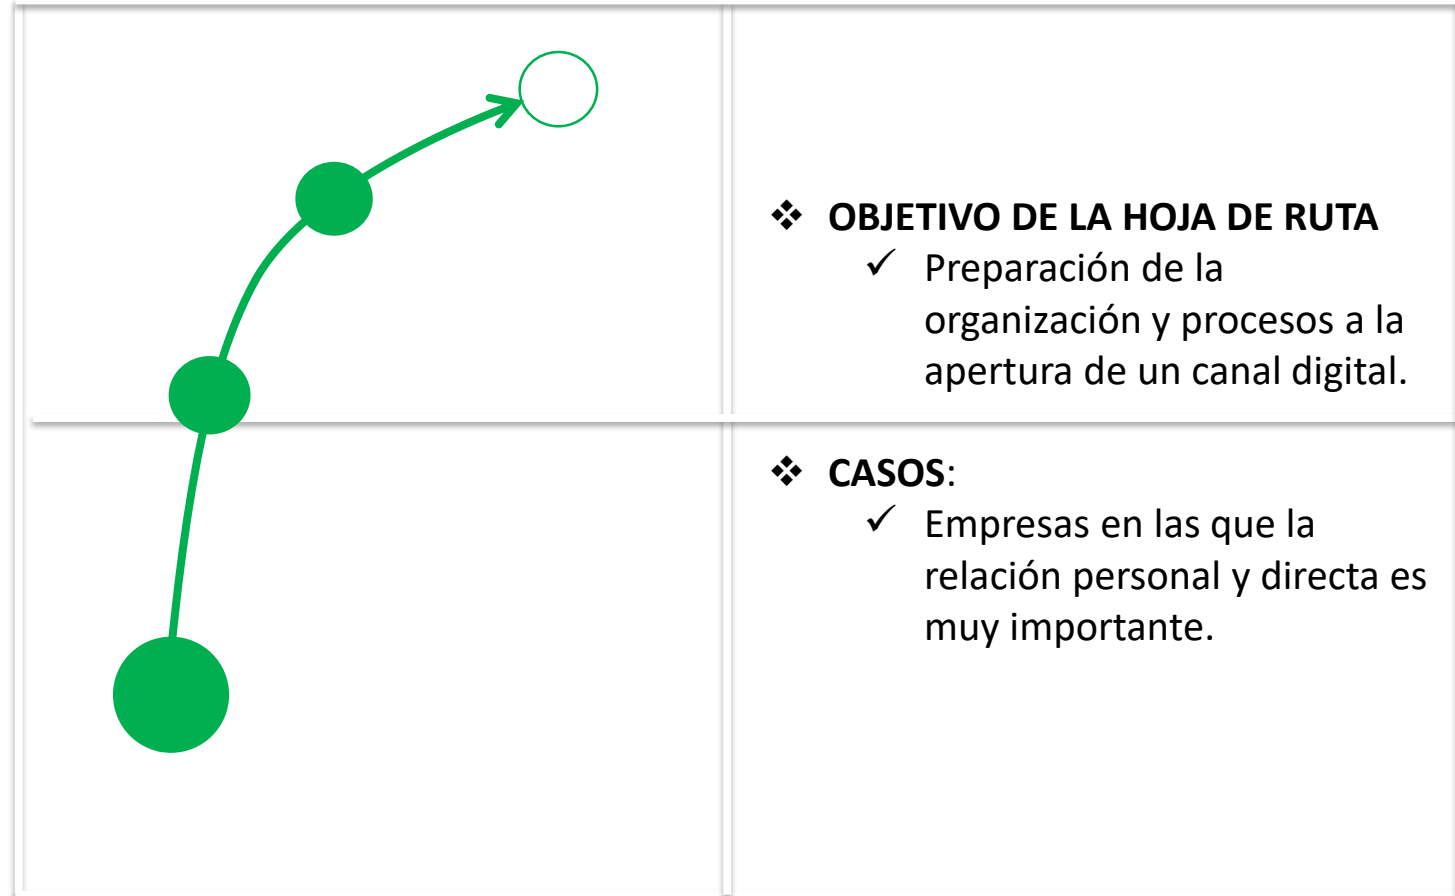 ❖ OBJETIVO DE LA HOJA DE RUTA
✓ Preparación de la
organización y procesos a la
apertura de un canal digital.
❖ CASOS:
✓ Empresas en las que la
relación personal y directa es
muy importante.